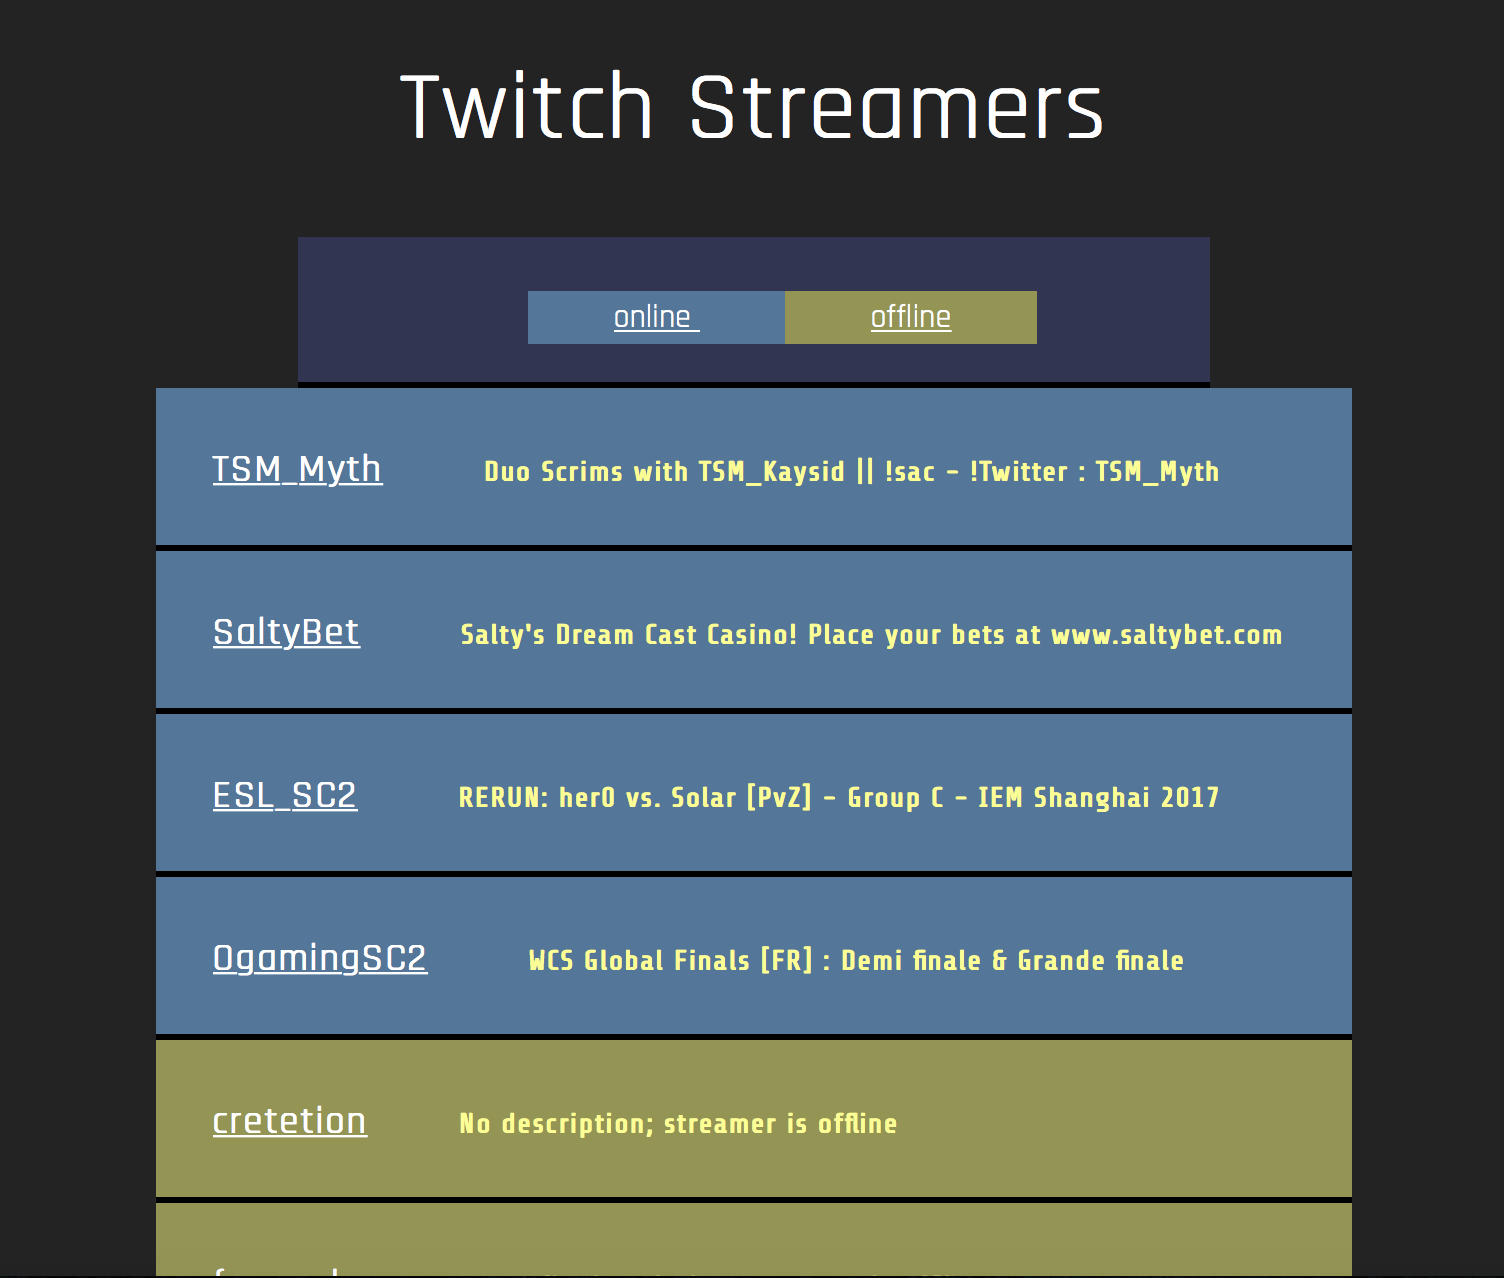 Twitch Streamers
online offline
TSM_Myth Duo Scrims with TSM_Kaysid || !sac - !Twitter : TSM_Myth
SaltyBet Salty's Dream Cast Casino! Place your bets at www.saltybet.com
ESL_SC2 RERUN: her0 vs. Solar [PvZ] - Group C - IEM Shanghai 2017
OgamingSC2 WCS Global Finals [FR] : Demi finale & Grande finale
cretetion No description; streamer is offline